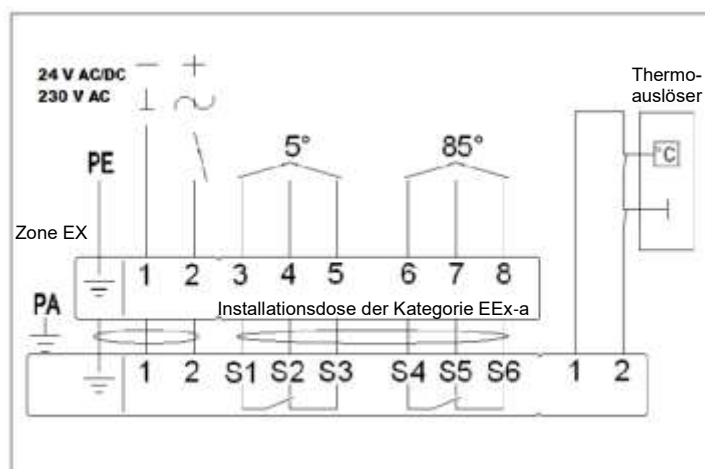 24 V AC/DC
230 V AC
Thermo-
auslöser
°C
5°
85°
PE
Zone EX
1 2 3 4 5 6 7 8
Installationsdose der Kategorie EEx-a
PA
1 2 S1 S2 S3 S4 S5 S6 1 2